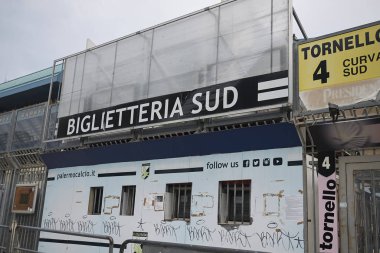 BIGLIETTERIA SUD
TORNELLO
4
CURVA
SUD
palermocalcio.it
follow us
4
tornello